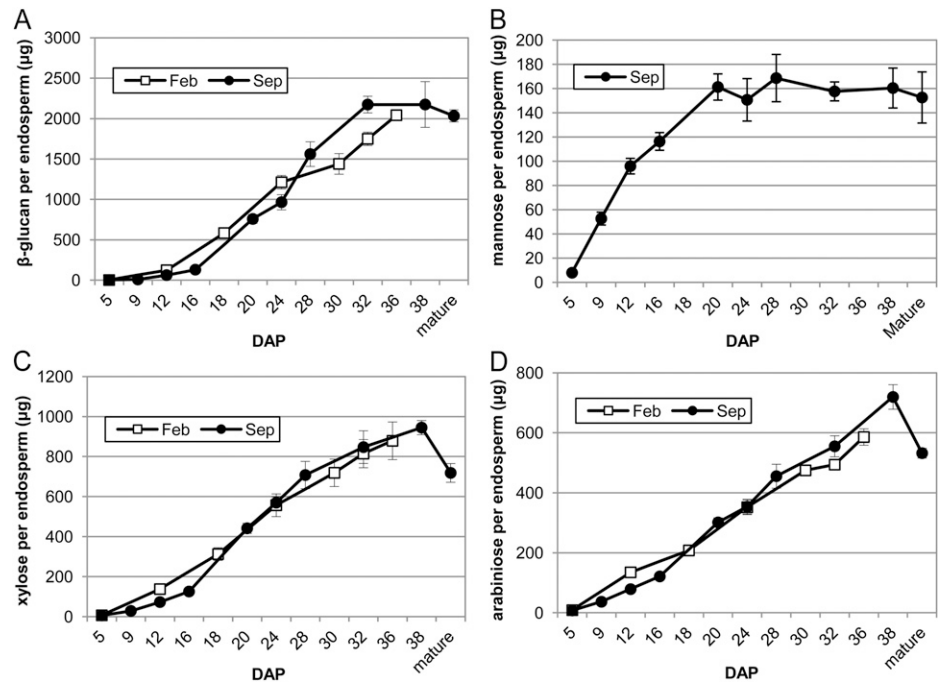 A
β-glucan per endosperm (µg)
3000
2500
2000
1500
1000
500
0
Feb Sep
5 9 12 16 18 20 24 28 30 32 36 38 mature
DAP
B
mannose per endosperm (µg)
200
180
160
140
120
100
80
60
40
20
0
Sep
5 9 12 16 20 24 28 32 38 Mature
DAP
C
xylose per endosperm (µg)
1200
1000
800
600
400
200
0
Feb Sep
5 9 12 16 18 20 24 28 30 32 36 38 mature
DAP
D
arabiniose per endosperm (µg)
800
600
400
200
0
Feb Sep
5 9 12 16 18 20 24 28 30 32 36 38 mature
DAP